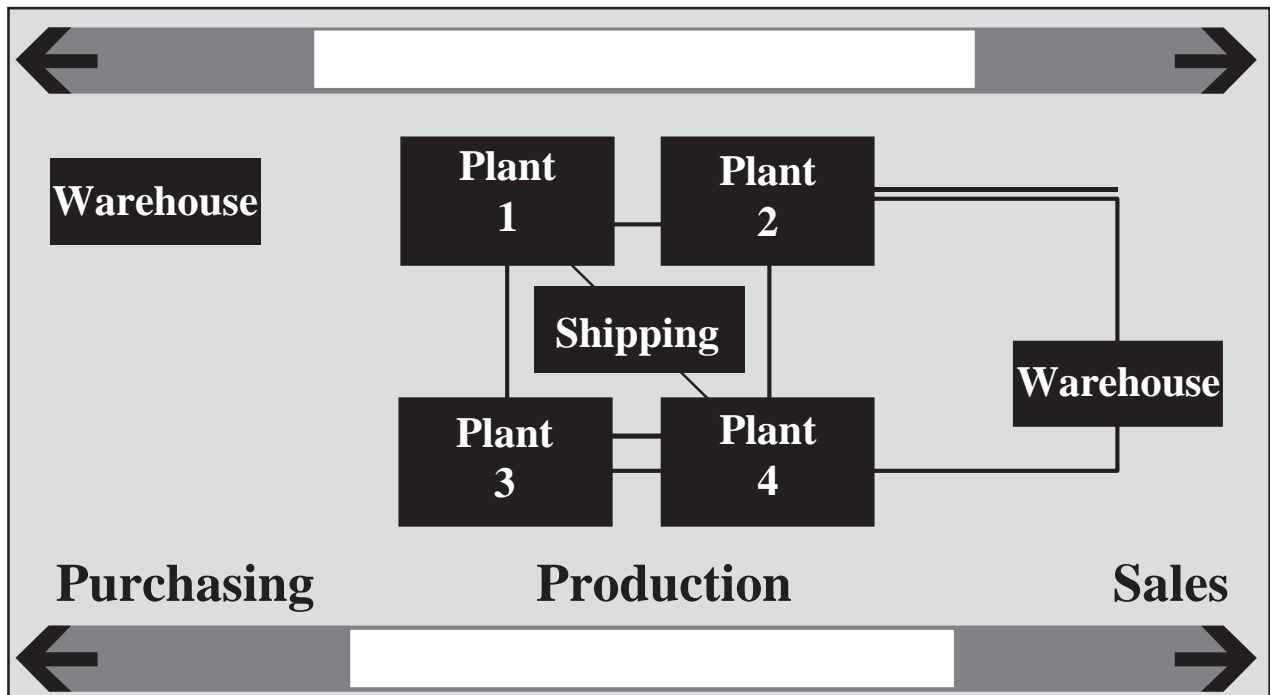 Warehouse
Plant
1
Plant
2
Shipping
Warehouse
Plant
3
Plant
4
Purchasing
Production
Sales